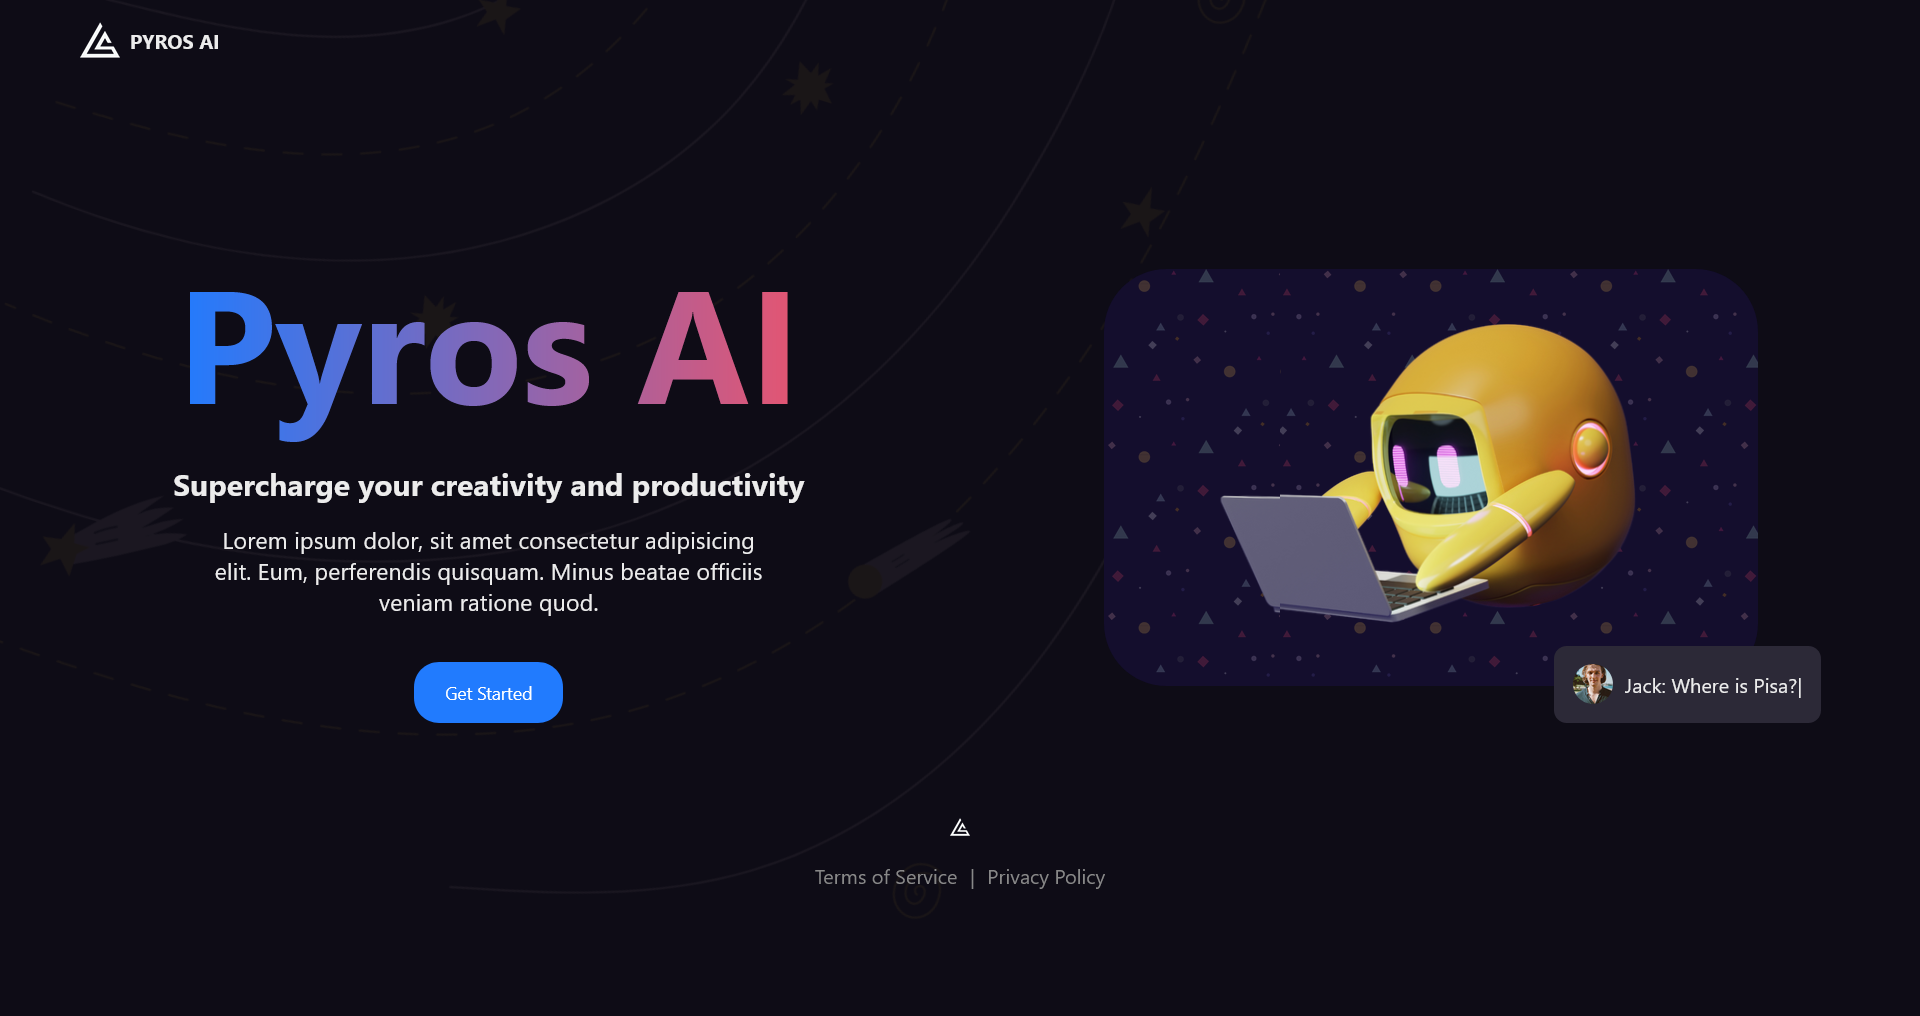 PYROS AI
Pyros AI
Supercharge your creativity and productivity
Lorem ipsum dolor, sit amet consectetur adipisicing
elit. Eum, perferendis quisquam. Minus beatae officiis
veniam ratione quod.
Get Started
Jack: Where is Pisa?|
Terms of Service | Privacy Policy